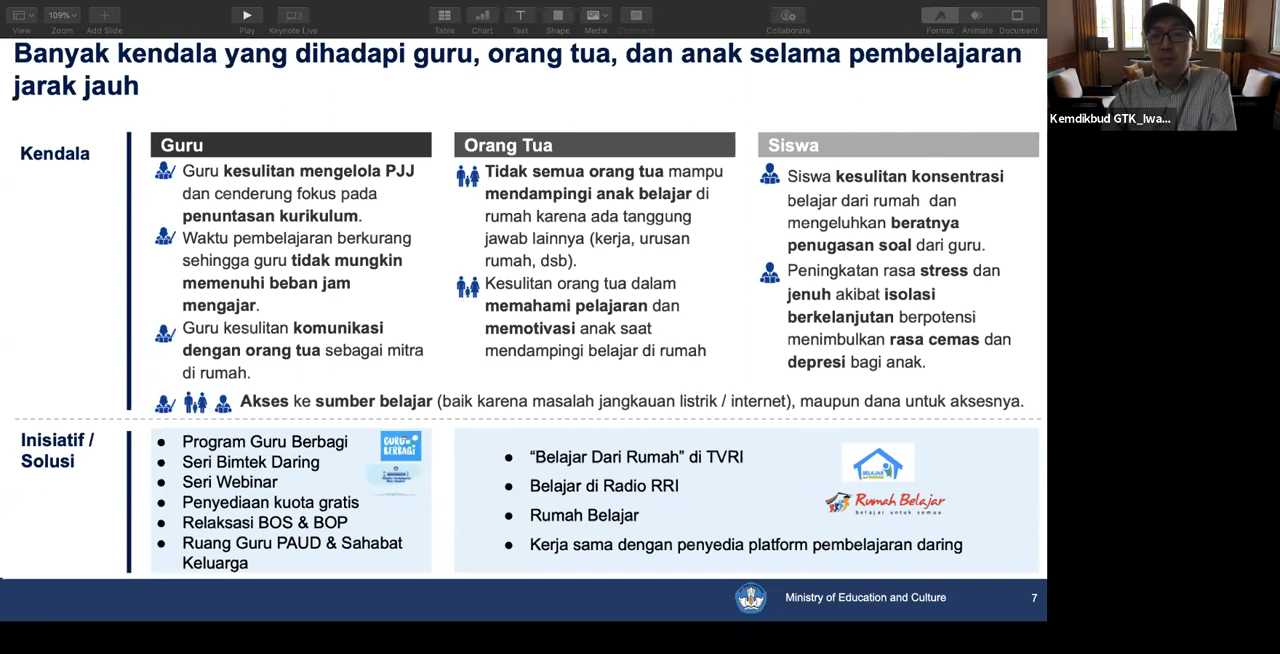 View
109%
Zoom
Add Slide
Play
Keynote Live
Table
Chart
Text
Shape
Media
Comment
Collaborate
Format
Animate
Document
Banyak kendala yang dihadapi guru, orang tua, dan anak selama pembelajaran
jarak jauh
Kendala
Guru
Guru kesulitan mengelola PJJ
dan cenderung fokus pada
penuntasan kurikulum.
Waktu pembelajaran berkurang
sehingga guru tidak mungkin
memenuhi beban jam
mengajar.
Guru kesulitan komunikasi
dengan orang tua sebagai mitra
di rumah.
Orang Tua
Tidak semua orang tua mampu
mendampingi anak belajar di
rumah karena ada tanggung
jawab lainnya (kerja, urusan
rumah, dsb).
Kesulitan orang tua dalam
memahami pelajaran dan
memotivasi anak saat
mendampingi belajar di rumah
Siswa
Siswa kesulitan konsentrasi
belajar dari rumah dan
mengeluhkan beratnya
penugasan soal dari guru.
Peningkatan rasa stress dan
jenuh akibat isolasi
berkelanjutan berpotensi
menimbulkan rasa cemas dan
depresi bagi anak.
Akses ke sumber belajar (baik karena masalah jangkauan listrik / internet), maupun dana untuk aksesnya.
Inisiatif /
Solusi
• Program Guru Berbagi
• Seri Bimtek Daring
• Seri Webinar
• Penyediaan kuota gratis
• Relaksasi BOS & BOP
• Ruang Guru PAUD & Sahabat
Keluarga
GURU
BERBAGI
• “Belajar Dari Rumah” di TVRI
• Belajar di Radio RRI
• Rumah Belajar
• Kerja sama dengan penyedia platform pembelajaran daring
BELAJAR
Rumah Belajar
belajar untuk semua
Ministry of Education and Culture
7
Kemdikbud GTK_Iwa...